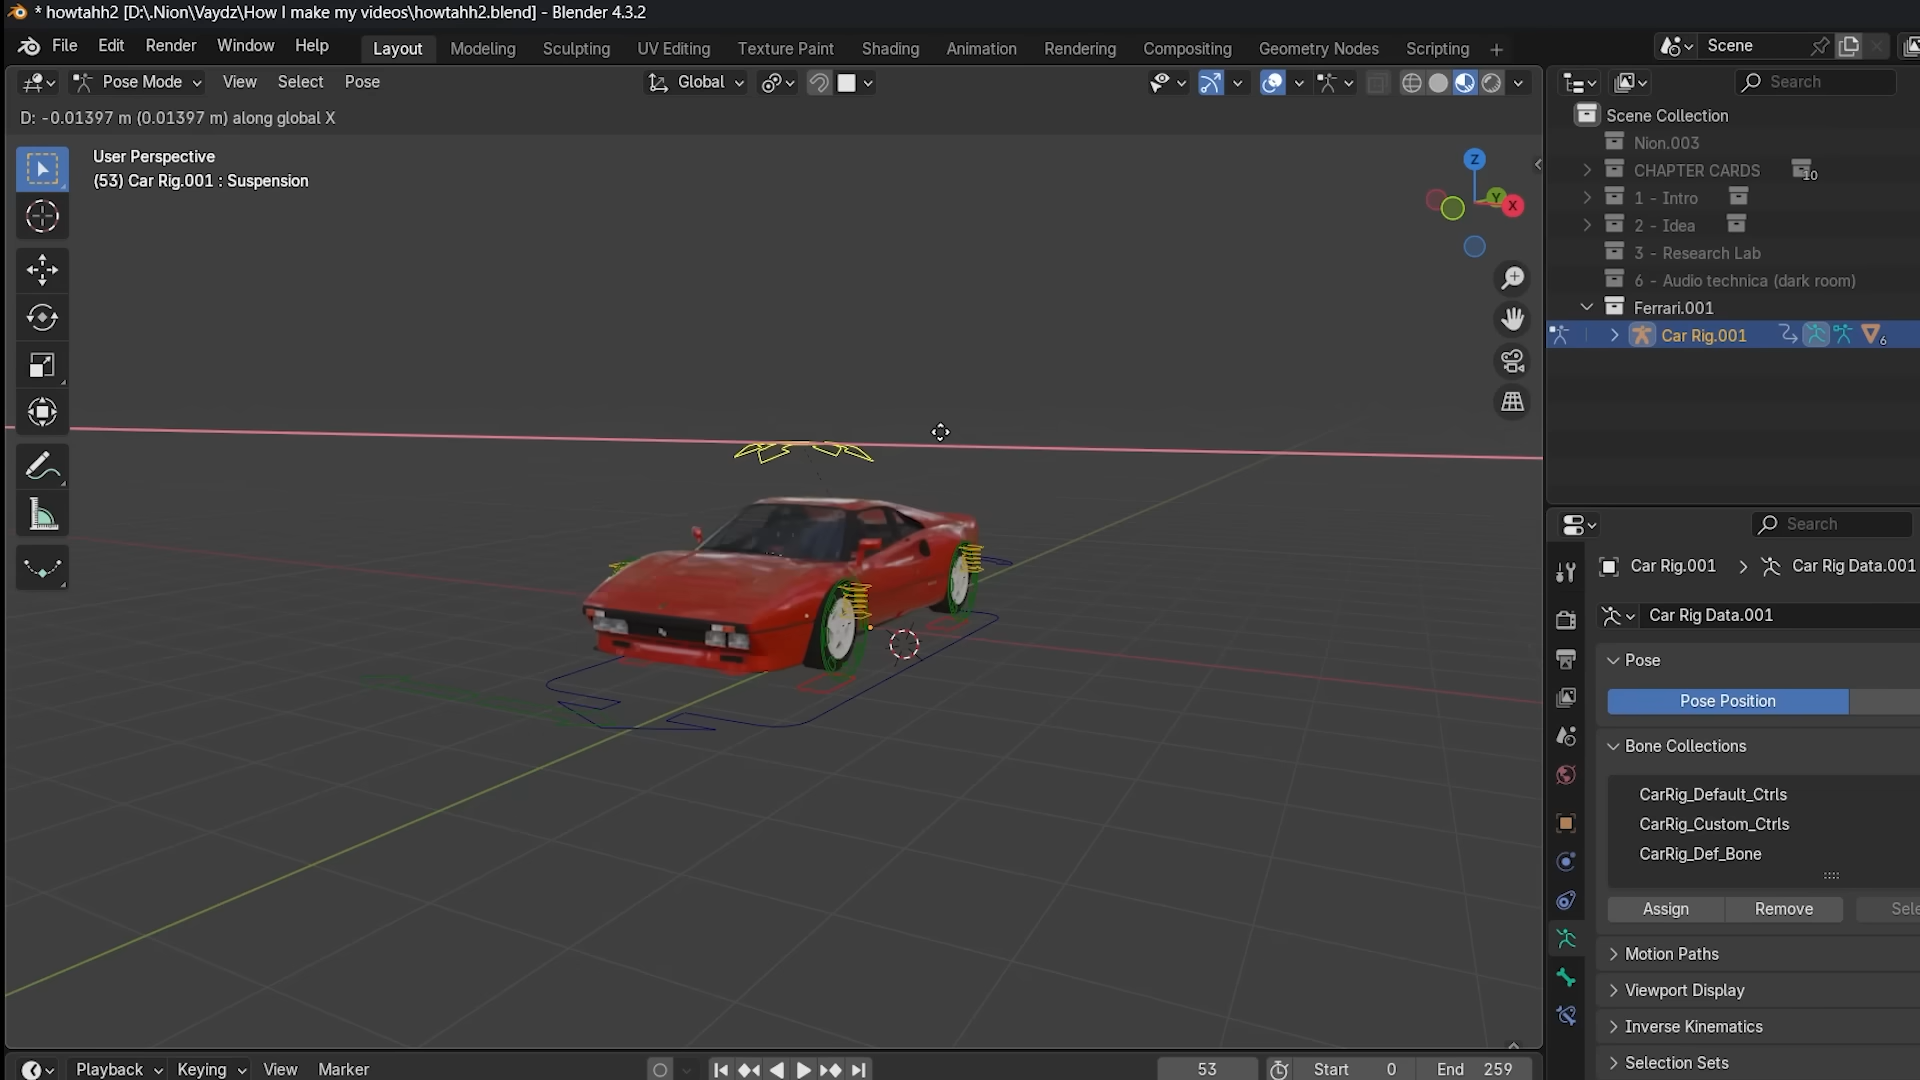 * howtahh2 [D:\.Nion\Vaydz\How I make my videos\howtahh2.blend] - Blender 4.3.2
File Edit Render Window Help Layout Modeling Sculpting UV Editing Texture Paint Shading Animation Rendering Compositing Geometry Nodes Scripting + Scene
Pose Mode View Select Pose Global Search
D: -0.01397 m (0.01397 m) along global X
User Perspective
(53) Car Rig.001 : Suspension
Z
Y
X
Scene Collection
Nion.003
CHAPTER CARDS 10
1 - Intro
2 - Idea
3 - Research Lab
6 - Audio technica (dark room)
Ferrari.001
Car Rig.001 6
Search
Car Rig.001 > Car Rig Data.001
Car Rig Data.001
Pose
Pose Position
Bone Collections
CarRig_Default_Ctrls
CarRig_Custom_Ctrls
CarRig_Def_Bone
Assign Remove Sele
Motion Paths
Viewport Display
Inverse Kinematics
Selection Sets
Playback Keying View Marker 53 Start 0 End 259